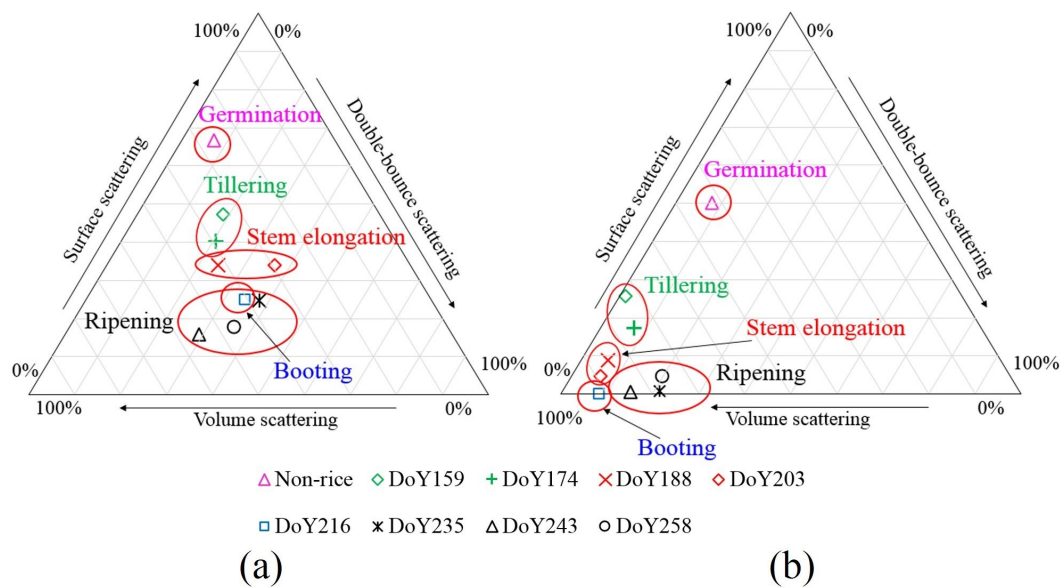 100% 0%
Surface scattering
Double-bounce scattering
Germination
Tillering
Stem elongation
Ripening
Booting
0%
100%
100%
Volume scattering
0%
100% 0%
Surface scattering
Double-bounce scattering
Germination
Tillering
Stem elongation
Ripening
0%
100%
100%
Volume scattering
0%
Booting
Non-rice DoY159 DoY174 DoY188 DoY203
DoY216 DoY235 DoY243 DoY258
(a) (b)